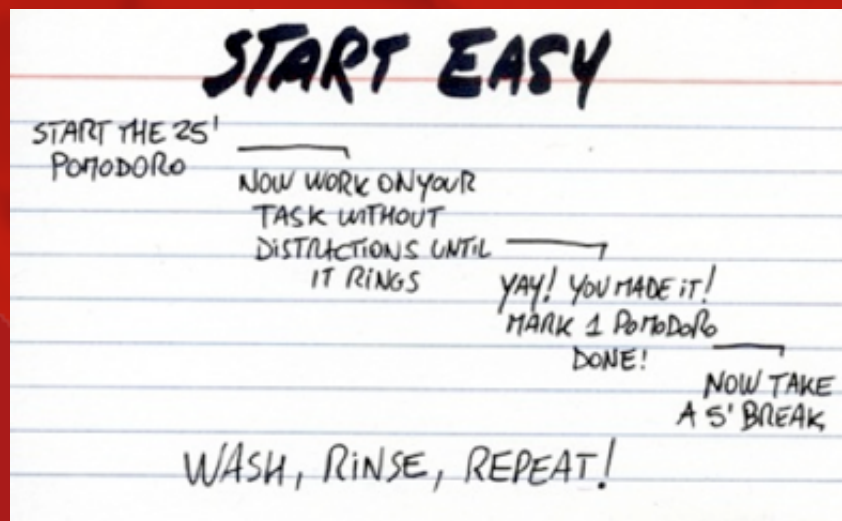 START EASY
START THE 25'
POMODORO
NOW WORK ON YOUR
TASK WITHOUT
DISTRACTIONS UNTIL
IT RINGS
YAY! YOU MADE IT!
MARK 1 POMODORO
DONE!
NOW TAKE
A 5' BREAK
WASH, RINSE, REPEAT!